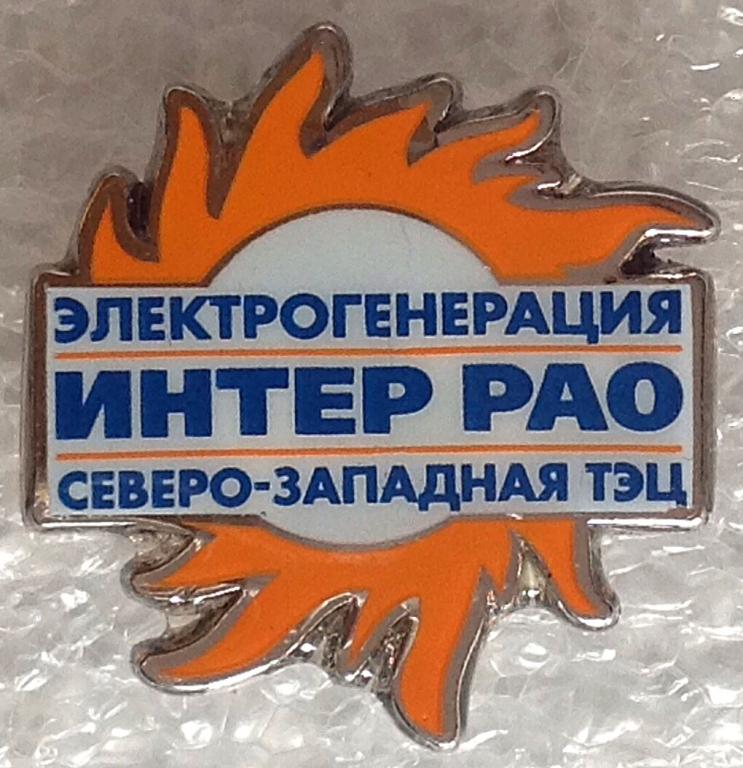 ЭЛЕКТРОГЕНЕРАЦИЯ
ИНТЕР РАО
СЕВЕРО-ЗАПАДНАЯ ТЭЦ